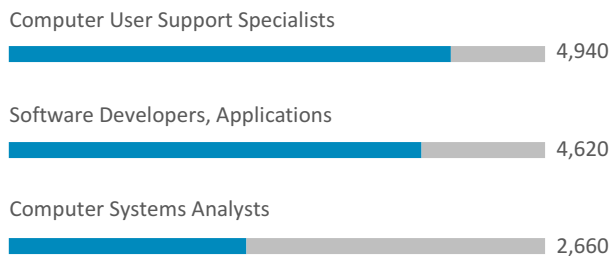 Computer User Support Specialists
4,940
Software Developers, Applications
4,620
Computer Systems Analysts
2,660